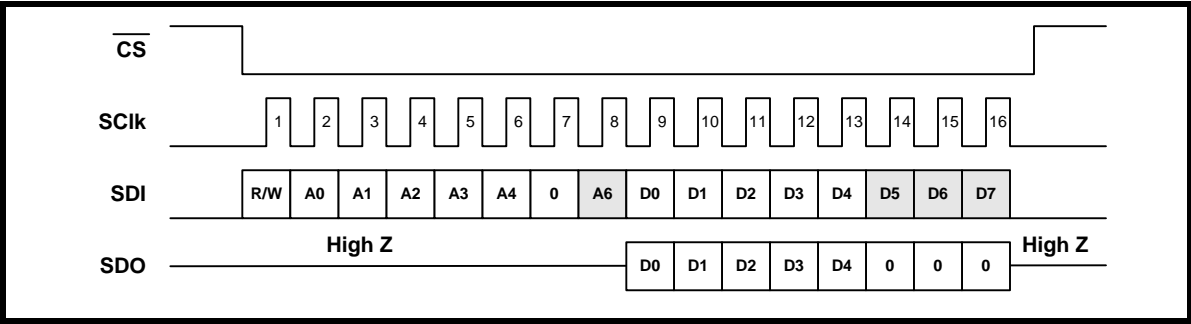 CS
SClk 1 2 3 4 5 6 7 8 9 10 11 12 13 14 15 16
SDI R/W A0 A1 A2 A3 A4 0 A6 D0 D1 D2 D3 D4 D5 D6 D7
High Z High Z
SDO D0 D1 D2 D3 D4 0 0 0